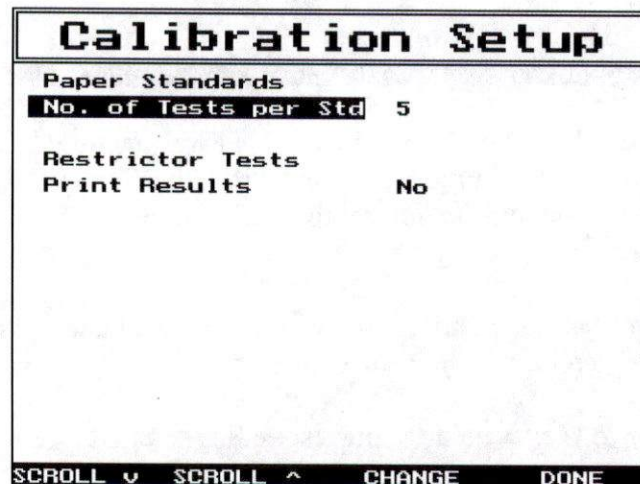 Calibration Setup
Paper Standards
No. of Tests per Std 5
Restrictor Tests
Print Results No
SCROLL v SCROLL ^ CHANGE DONE